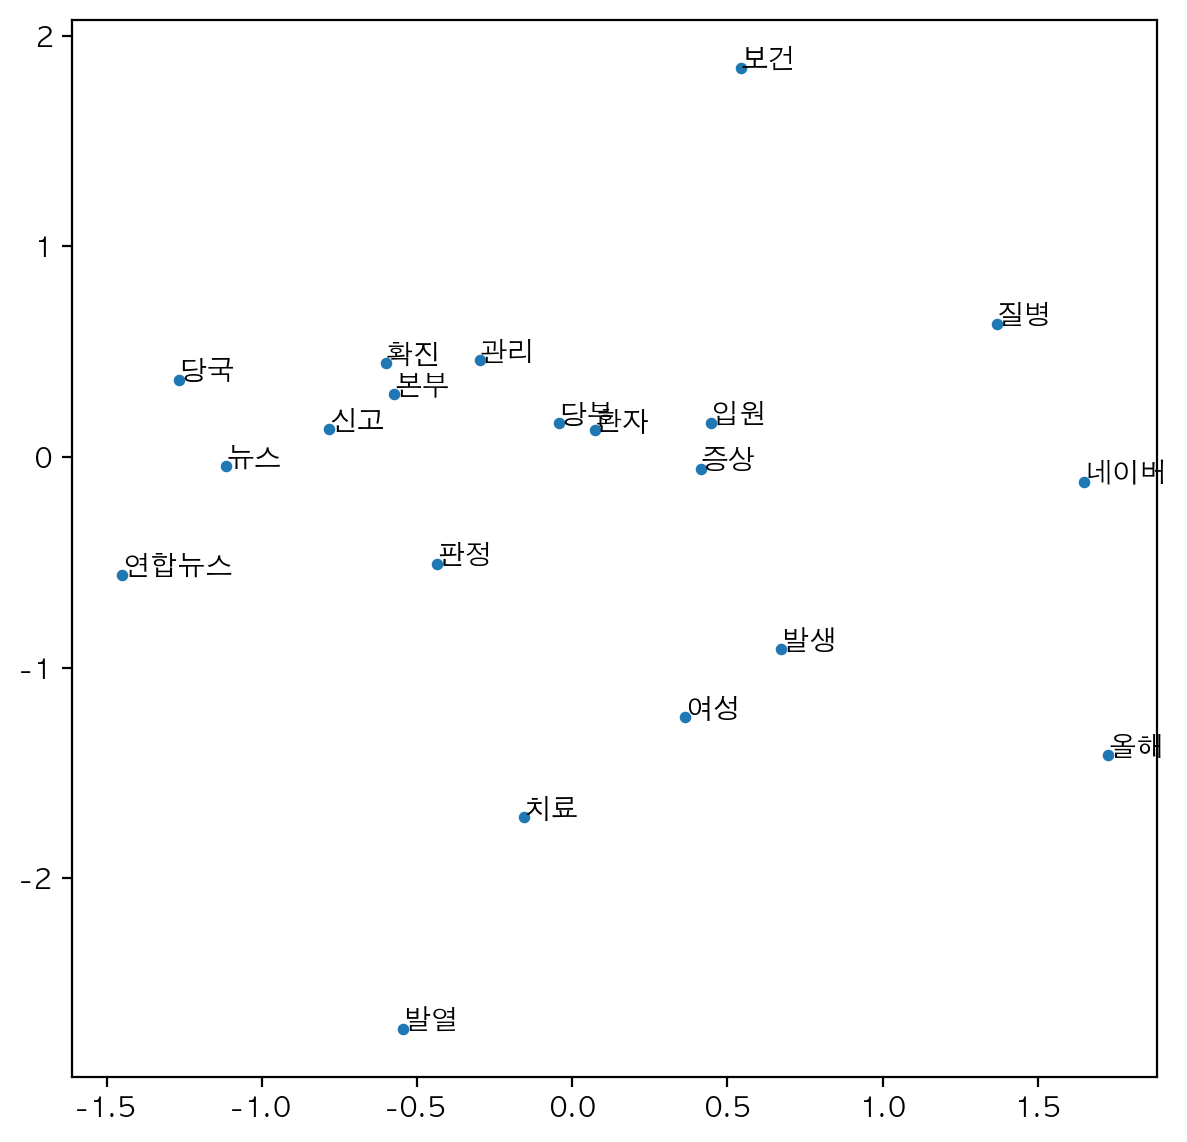 2
보건
1
질병
확진
관리
당국
본부
당부
환자
입원
신고
0
뉴스
증상
네이버
판정
연합뉴스
발생
-1
여성
올해
치료
-2
발열
-1.5 -1.0 -0.5 0.0 0.5 1.0 1.5